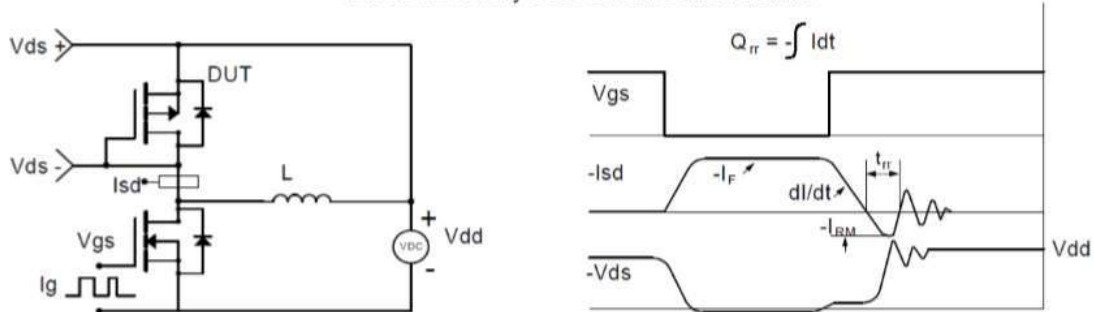 Vds +
DUT
Vds -
Isd
L
Vgs
Ig
VDC
+
-
Vdd
Qrr = -∫ Idt
Vgs
-Isd
-IF
dI/dt
trr
-IRM
Vdd
-Vds